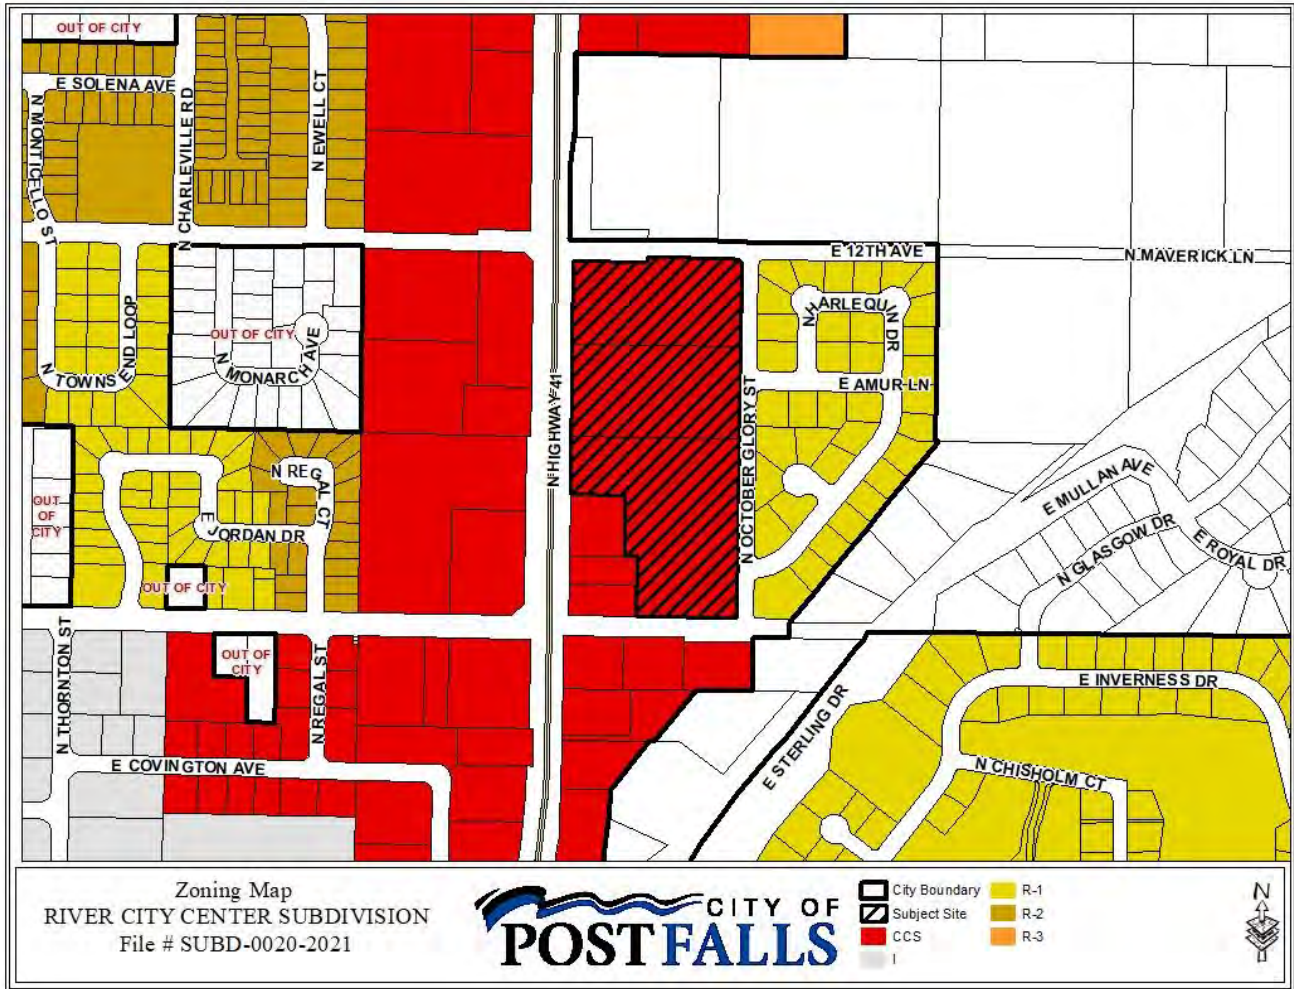 OUT OF CITY
E SOLENA AVE
N MONTICELLO ST
N CHARLEVILLE RD
N EWELL CT
E 12TH AVE
N MAVERICK LN
N HARLEQUIN DR
N TOWNSEND LOOP
OUT OF CITY
N MONARCH AVE
N HIGHWAY 41
E AMUR LN
N OCTOBER GLORY ST
N REGAL CT
E JORDAN DR
OUT
OF
CITY
OUT OF CITY
E MULLAN AVE
N GLASGOW DR
E ROYAL DR
N THORNTON ST
OUT OF
CITY
N REGAL ST
E COVINGTON AVE
E STERLING DR
E INVERNESS DR
N CHISHOLM CT
Zoning Map
RIVER CITY CENTER SUBDIVISION
File # SUBD-0020-2021
CITY OF
POST FALLS
City Boundary
Subject Site
CCS
I
R-1
R-2
R-3
N